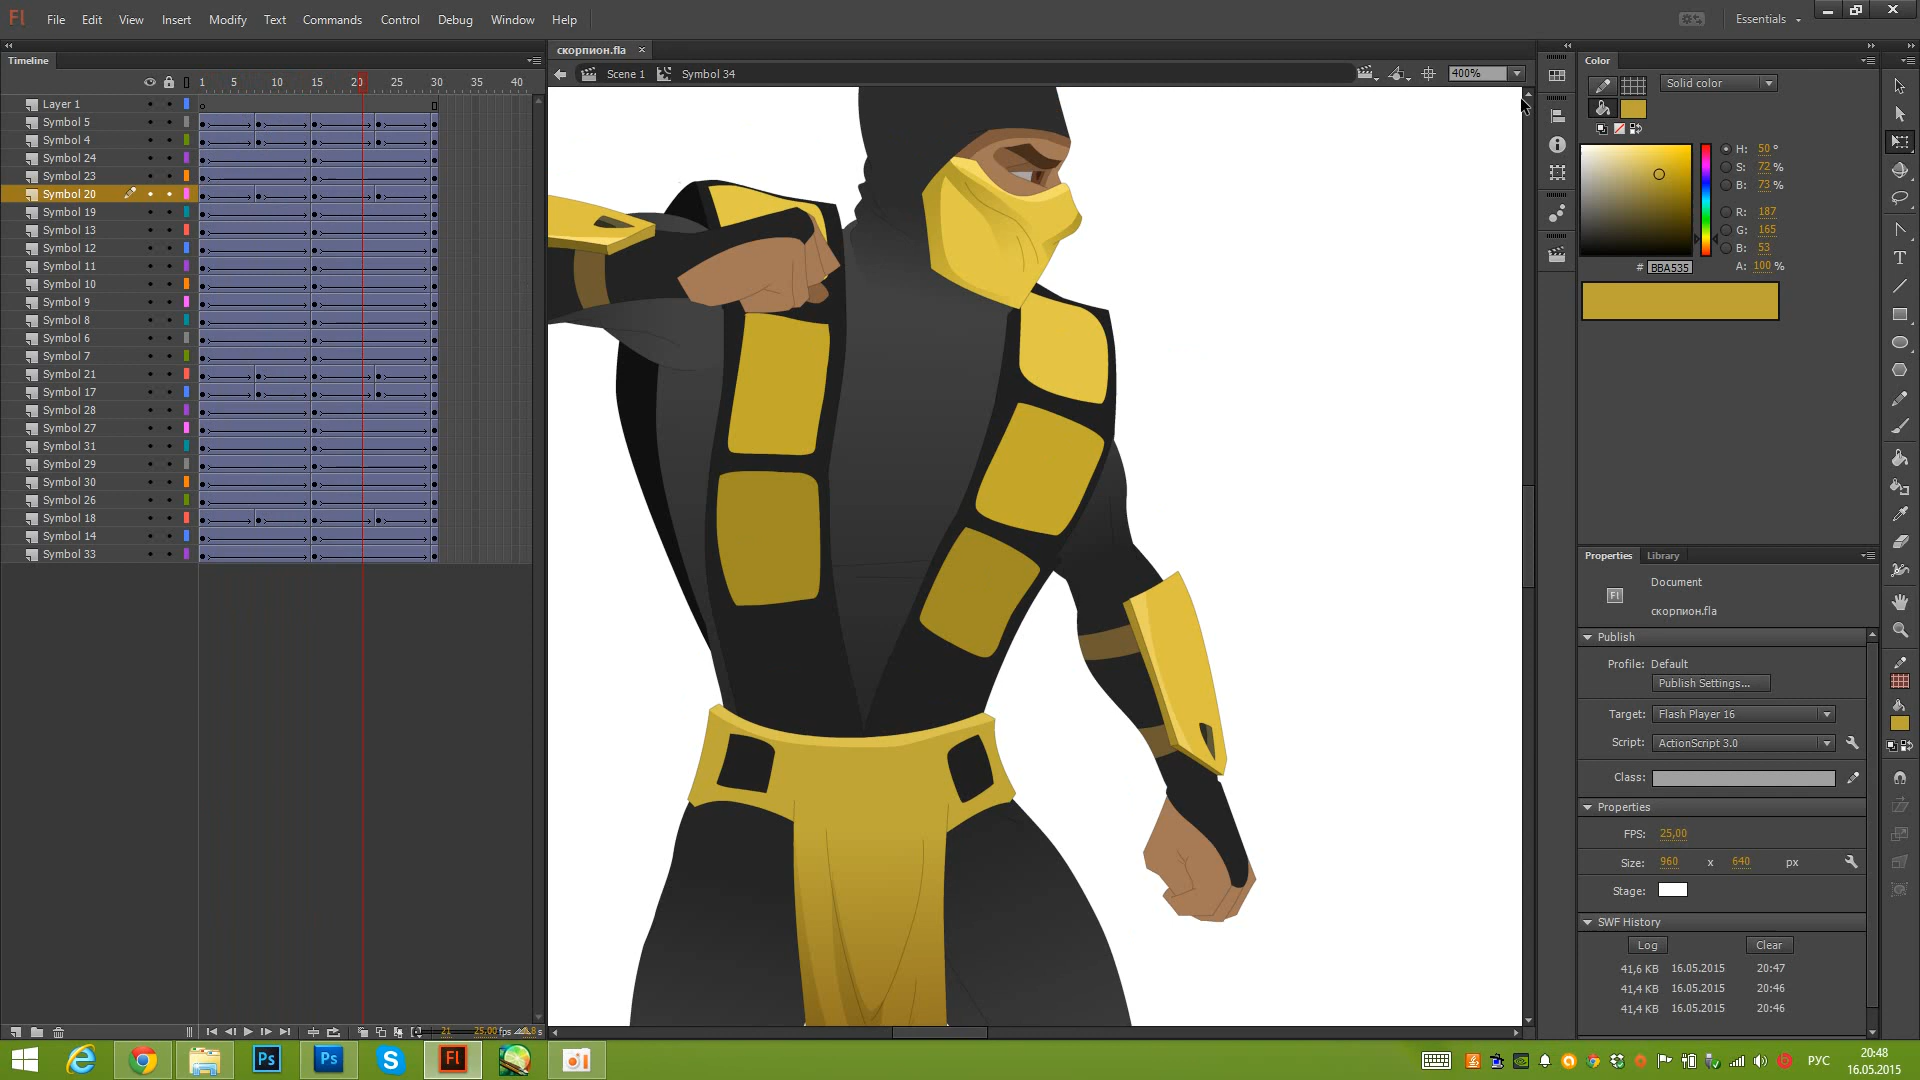 Fl File Edit View Insert Modify Text Commands Control Debug Window Help Essentials
Timeline
1 5 10 15 20 25 30 35 40
Layer 1
Symbol 5
Symbol 4
Symbol 24
Symbol 23
Symbol 20
Symbol 19
Symbol 13
Symbol 12
Symbol 11
Symbol 10
Symbol 9
Symbol 8
Symbol 6
Symbol 7
Symbol 21
Symbol 17
Symbol 28
Symbol 27
Symbol 31
Symbol 29
Symbol 30
Symbol 26
Symbol 18
Symbol 14
Symbol 33
21 25,00 fps
скорпион.fla
Scene 1 Symbol 34 400%
Color
Solid color
H: 50 °
S: 72 %
B: 73 %
R: 187
G: 165
B: 53
# BBA535 A: 100 %
Properties Library
Document
Fl скорпион.fla
Publish
Profile: Default
Publish Settings...
Target: Flash Player 16
Script: ActionScript 3.0
Class:
Properties
FPS: 25,00
Size: 960 x 640 px
Stage:
SWF History
Log Clear
41,6 KB 16.05.2015 20:47
41,4 KB 16.05.2015 20:46
41,4 KB 16.05.2015 20:46
Ps Ps S Fl
РУС
20:48
16.05.2015